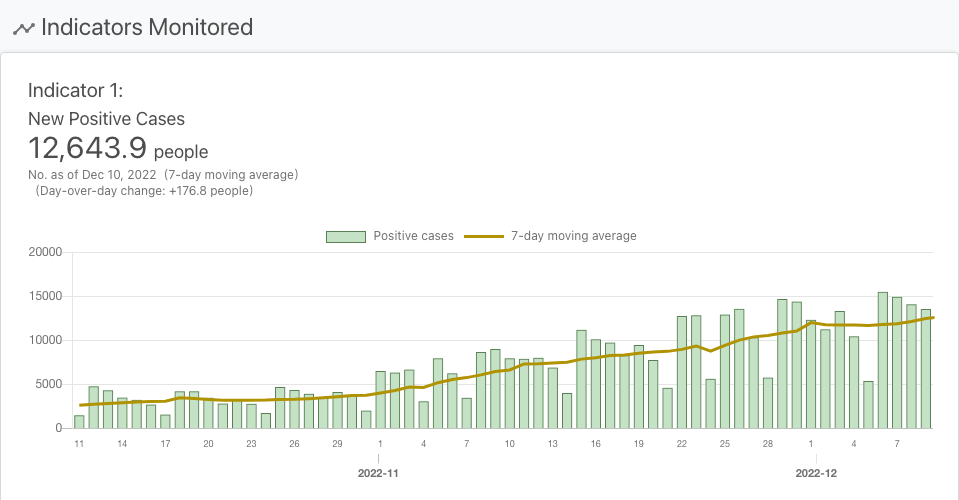 Indicators Monitored
Indicator 1:
New Positive Cases
12,643.9 people
No. as of Dec 10, 2022 (7-day moving average)
(Day-over-day change: +176.8 people)
Positive cases 7-day moving average
20000
15000
10000
5000
0
11 14 17 20 23 26 29 1 4 7 10 13 16 19 22 25 28 1 4 7
2022-11 2022-12